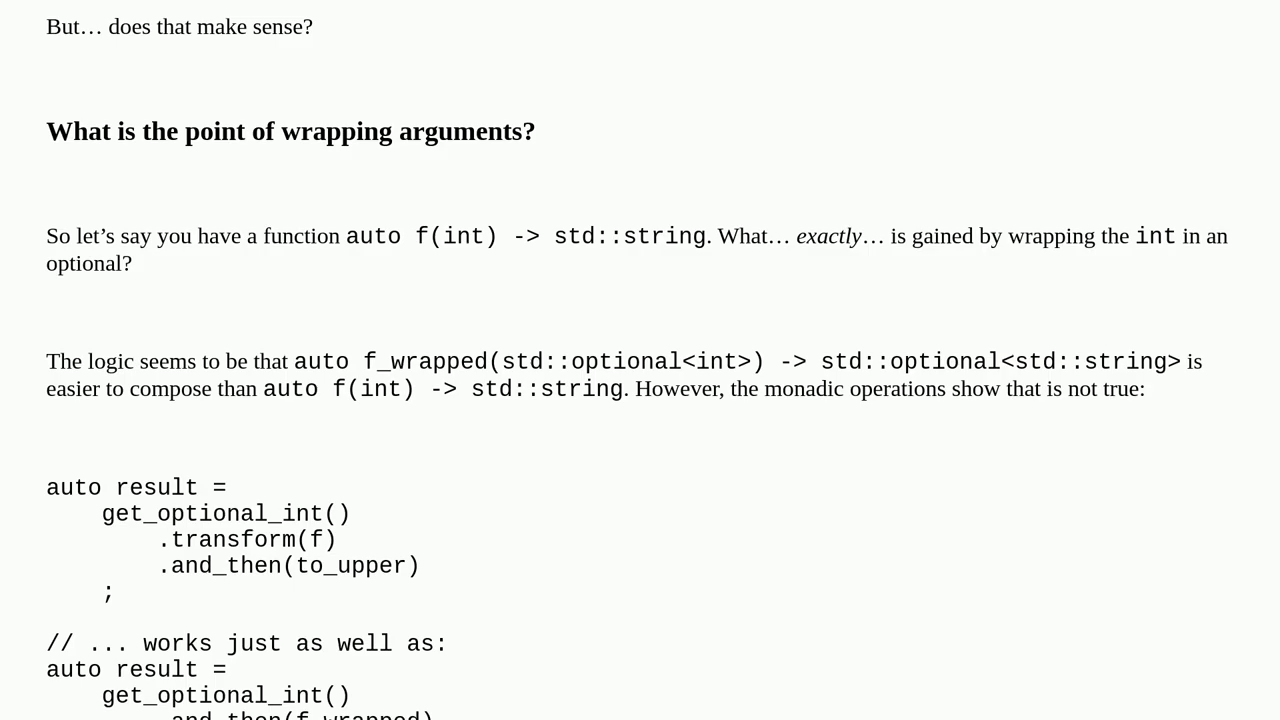 But… does that make sense?
What is the point of wrapping arguments?
So let’s say you have a function auto f(int) -> std::string. What… exactly… is gained by wrapping the int in an
optional?
The logic seems to be that auto f_wrapped(std::optional<int>) -> std::optional<std::string> is
easier to compose than auto f(int) -> std::string. However, the monadic operations show that is not true:
auto result =
    get_optional_int()
        .transform(f)
        .and_then(to_upper)
    ;
// ... works just as well as:
auto result =
    get_optional_int()
        .and_then(f_wrapped)